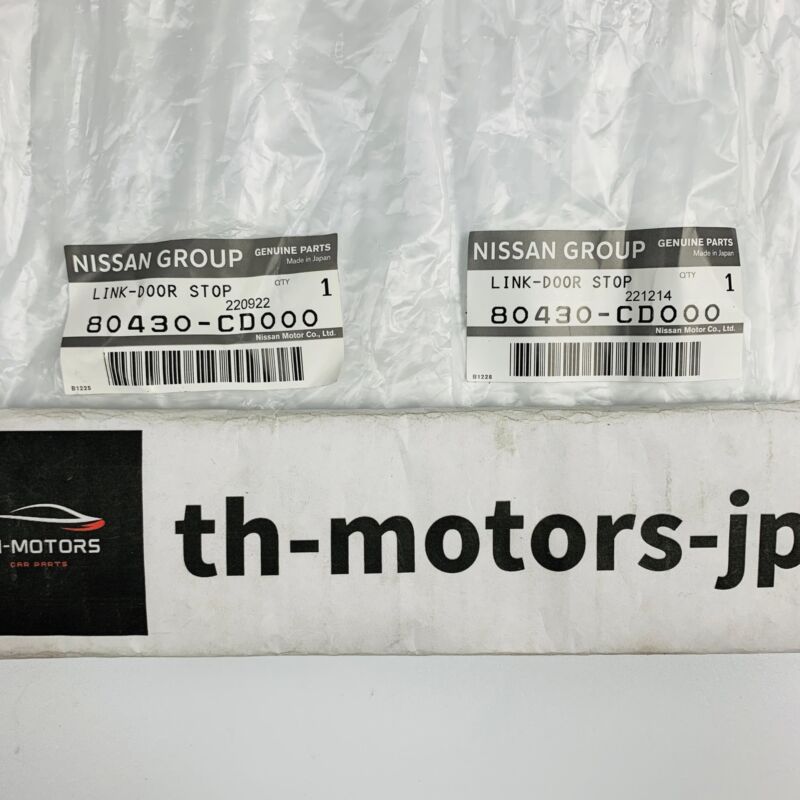 NISSAN GROUP GENUINE PARTS
Made in Japan
LINK-DOOR STOP Q'TY 1
220922
80430-CD000
Nissan Motor Co., Ltd.
B1225
NISSAN GROUP GENUINE PARTS
Made in Japan
LINK-DOOR STOP Q'TY 1
221214
80430-CD000
Nissan Motor Co., Ltd.
B1228
-MOTORS
CAR PARTS
th-motors-jp